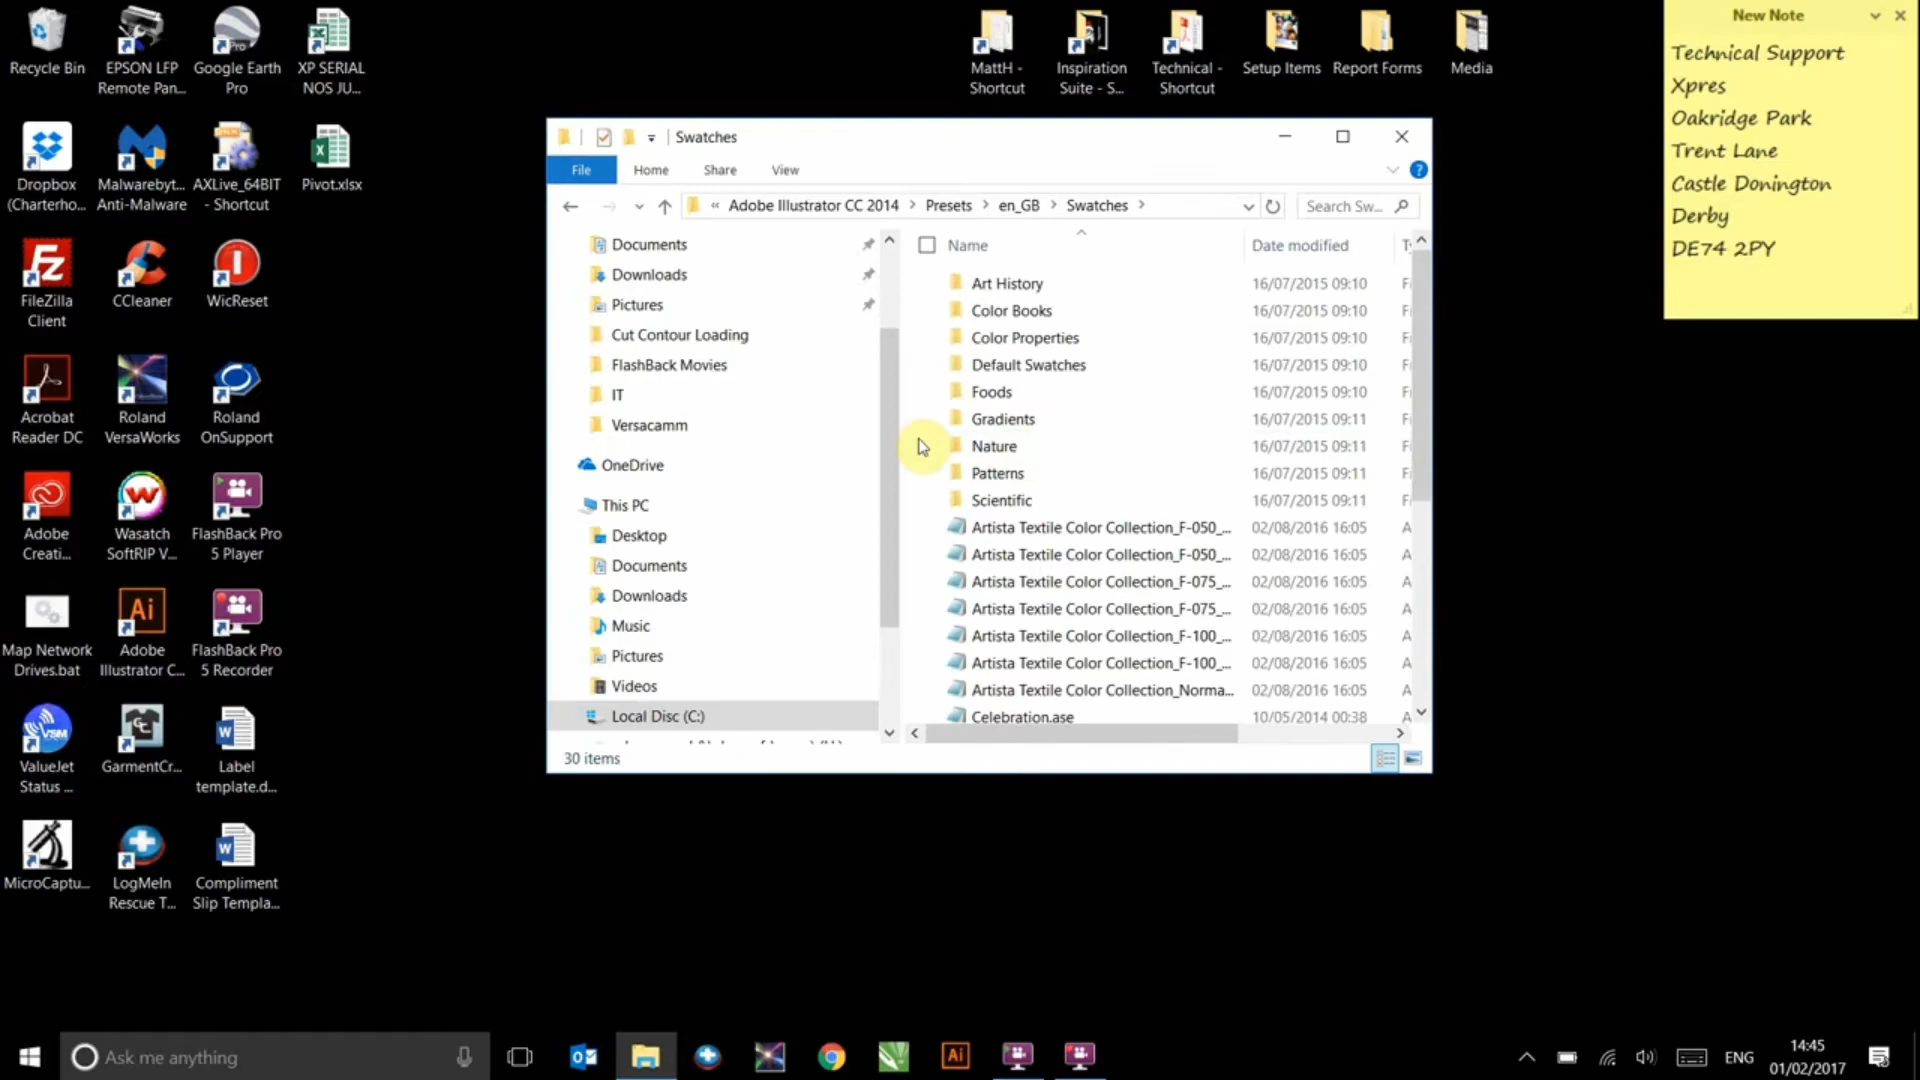 Recycle Bin
EPSON LFP
Remote Pan...
Google Earth
Pro
XP SERIAL
NOS JU...
Dropbox
(Charterho...
Malwarebyt...
Anti-Malware
AXLive_64BIT
- Shortcut
Pivot.xlsx
FileZilla
Client
CCleaner
WicReset
Acrobat
Reader DC
Roland
VersaWorks
Roland
OnSupport
Adobe
Creati...
Wasatch
SoftRIP V...
FlashBack Pro
5 Player
Map Network
Drives.bat
Adobe
Illustrator C...
FlashBack Pro
5 Recorder
ValueJet
Status ...
GarmentCr...
Label
template.d...
MicroCaptu...
LogMeIn
Rescue T...
Compliment
Slip Templa...
MattH -
Shortcut
Inspiration
Suite - S...
Technical -
Shortcut
Setup Items
Report Forms
Media
New Note
Technical Support
Xpres
Oakridge Park
Trent Lane
Castle Donington
Derby
DE74 2PY
Swatches
File Home Share View
« Adobe Illustrator CC 2014 > Presets > en_GB > Swatches >
Search Sw...
Documents
Downloads
Pictures
Cut Contour Loading
FlashBack Movies
IT
Versacamm
OneDrive
This PC
Desktop
Documents
Downloads
Music
Pictures
Videos
Local Disc (C:)
Name Date modified
Art History 16/07/2015 09:10
Color Books 16/07/2015 09:10
Color Properties 16/07/2015 09:10
Default Swatches 16/07/2015 09:10
Foods 16/07/2015 09:10
Gradients 16/07/2015 09:11
Nature 16/07/2015 09:11
Patterns 16/07/2015 09:11
Scientific 16/07/2015 09:11
Artista Textile Color Collection_F-050_... 02/08/2016 16:05
Artista Textile Color Collection_F-050_... 02/08/2016 16:05
Artista Textile Color Collection_F-075_... 02/08/2016 16:05
Artista Textile Color Collection_F-075_... 02/08/2016 16:05
Artista Textile Color Collection_F-100_... 02/08/2016 16:05
Artista Textile Color Collection_F-100_... 02/08/2016 16:05
Artista Textile Color Collection_Norma... 02/08/2016 16:05
Celebration.ase 10/05/2014 00:38
30 items
Ask me anything
ENG
14:45
01/02/2017